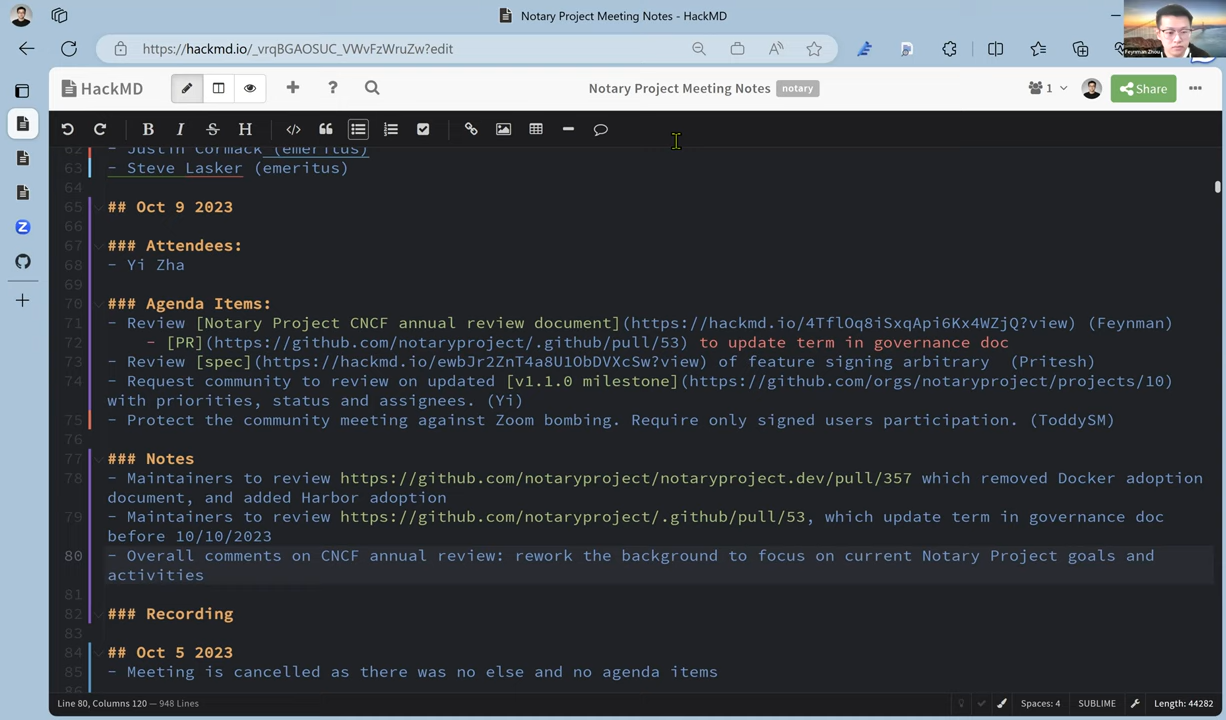 Notary Project Meeting Notes - HackMD
https://hackmd.io/_vrqBGAOSUC_VWvFzWruZw?edit
Feynman Zhou
HackMD
Notary Project Meeting Notes
notary
1
Share
62 - Justin Cormack (emeritus)
63 - Steve Lasker (emeritus)
64
65 ## Oct 9 2023
66
67 ### Attendees:
68 - Yi Zha
69
70 ### Agenda Items:
71 - Review [Notary Project CNCF annual review document](https://hackmd.io/4TflOq8iSxqApi6Kx4WZjQ?view) (Feynman)
72 - [PR](https://github.com/notaryproject/.github/pull/53) to update term in governance doc
73 - Review [spec](https://hackmd.io/ewbJr2ZnT4a8U1ObDVXcSw?view) of feature signing arbitrary (Pritesh)
74 - Request community to review on updated [v1.1.0 milestone](https://github.com/orgs/notaryproject/projects/10)
with priorities, status and assignees. (Yi)
75 - Protect the community meeting against Zoom bombing. Require only signed users participation. (ToddySM)
76
77 ### Notes
78 - Maintainers to review https://github.com/notaryproject/notaryproject.dev/pull/357 which removed Docker adoption
document, and added Harbor adoption
79 - Maintainers to review https://github.com/notaryproject/.github/pull/53, which update term in governance doc
before 10/10/2023
80 - Overall comments on CNCF annual review: rework the background to focus on current Notary Project goals and
activities
81
82 ### Recording
83
84 ## Oct 5 2023
85 - Meeting is cancelled as there was no else and no agenda items
86
Line 80, Columns 120 — 948 Lines
Spaces: 4
SUBLIME
Length: 44282